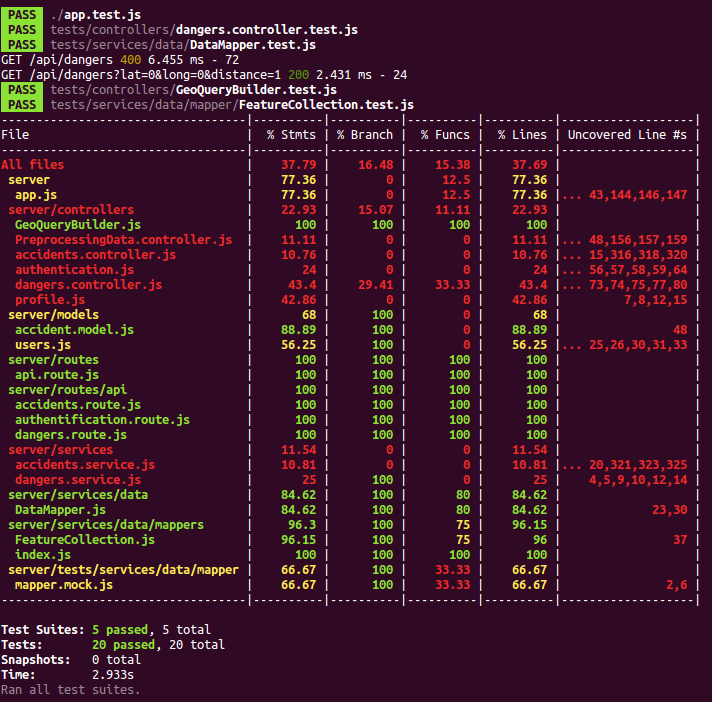 PASS ./app.test.js
PASS tests/controllers/dangers.controller.test.js
PASS tests/services/data/DataMapper.test.js
GET /api/dangers 400 6.455 ms - 72
GET /api/dangers?lat=0&long=0&distance=1 200 2.431 ms - 24
PASS tests/controllers/GeoQueryBuilder.test.js
PASS tests/services/data/mapper/FeatureCollection.test.js
-----------------------------------|----------|----------|----------|----------|-------------------|
File                               |  % Stmts | % Branch |  % Funcs |  % Lines | Uncovered Line #s |
-----------------------------------|----------|----------|----------|----------|-------------------|
All files                          |    37.79 |    16.48 |    15.38 |    37.69 |                   |
 server                            |    77.36 |        0 |     12.5 |    77.36 |                   |
  app.js                           |    77.36 |        0 |     12.5 |    77.36 |... 43,144,146,147 |
 server/controllers                |    22.93 |    15.07 |    11.11 |    22.93 |                   |
  GeoQueryBuilder.js               |      100 |      100 |      100 |      100 |                   |
  PreprocessingData.controller.js  |    11.11 |        0 |        0 |    11.11 |... 48,156,157,159 |
  accidents.controller.js          |    10.76 |        0 |        0 |    10.76 |... 15,316,318,320 |
  authentication.js                |       24 |        0 |        0 |       24 |... 56,57,58,59,64 |
  dangers.controller.js            |     43.4 |    29.41 |    33.33 |     43.4 |... 73,74,75,77,80 |
  profile.js                       |    42.86 |        0 |        0 |    42.86 |         7,8,12,15 |
 server/models                     |       68 |      100 |        0 |       68 |                   |
  accident.model.js                |    88.89 |      100 |        0 |    88.89 |                48 |
  users.js                         |    56.25 |      100 |        0 |    56.25 |... 25,26,30,31,33 |
 server/routes                     |      100 |      100 |      100 |      100 |                   |
  api.route.js                     |      100 |      100 |      100 |      100 |                   |
 server/routes/api                 |      100 |      100 |      100 |      100 |                   |
  accidents.route.js               |      100 |      100 |      100 |      100 |                   |
  authentification.route.js        |      100 |      100 |      100 |      100 |                   |
  dangers.route.js                 |      100 |      100 |      100 |      100 |                   |
 server/services                   |    11.54 |        0 |        0 |    11.54 |                   |
  accidents.service.js             |    10.81 |        0 |        0 |    10.81 |... 20,321,323,325 |
  dangers.service.js               |       25 |      100 |        0 |       25 |    4,5,9,10,12,14 |
 server/services/data              |    84.62 |      100 |       80 |    84.62 |                   |
  DataMapper.js                    |    84.62 |      100 |       80 |    84.62 |             23,30 |
 server/services/data/mappers      |     96.3 |      100 |       75 |    96.15 |                   |
  FeatureCollection.js             |    96.15 |      100 |       75 |       96 |                37 |
  index.js                         |      100 |      100 |      100 |      100 |                   |
 server/tests/services/data/mapper |    66.67 |      100 |    33.33 |    66.67 |                   |
  mapper.mock.js                   |    66.67 |      100 |    33.33 |    66.67 |               2,6 |
-----------------------------------|----------|----------|----------|----------|-------------------|
Test Suites: 5 passed, 5 total
Tests:       20 passed, 20 total
Snapshots:   0 total
Time:        2.933s
Ran all test suites.